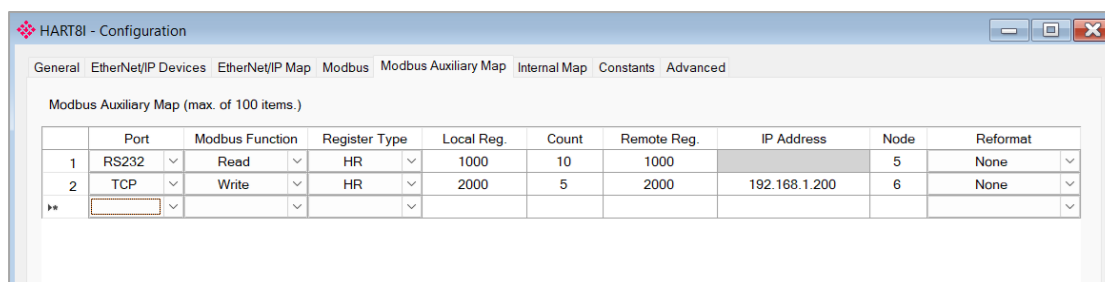 HART8I - Configuration
General EtherNet/IP Devices EtherNet/IP Map Modbus Modbus Auxiliary Map Internal Map Constants Advanced
Modbus Auxiliary Map (max. of 100 items.)
Port Modbus Function Register Type Local Reg. Count Remote Reg. IP Address Node Reformat
1 RS232 Read HR 1000 10 1000 5 None
2 TCP Write HR 2000 5 2000 192.168.1.200 6 None